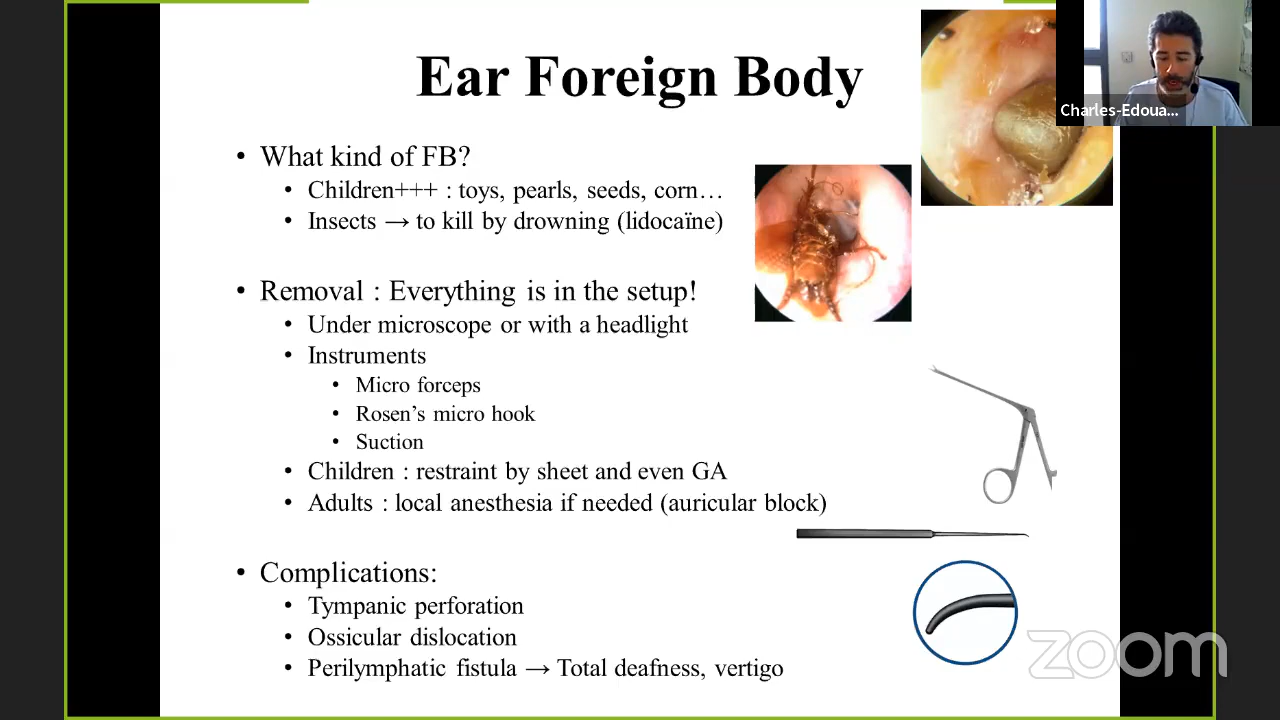 Ear Foreign Body
Charles-Edoua...
• What kind of FB?
• Children+++ : toys, pearls, seeds, corn…
• Insects → to kill by drowning (lidocaïne)
• Removal : Everything is in the setup!
• Under microscope or with a headlight
• Instruments
• Micro forceps
• Rosen’s micro hook
• Suction
• Children : restraint by sheet and even GA
• Adults : local anesthesia if needed (auricular block)
• Complications:
• Tympanic perforation
• Ossicular dislocation
• Perilymphatic fistula → Total deafness, vertigo
zoom